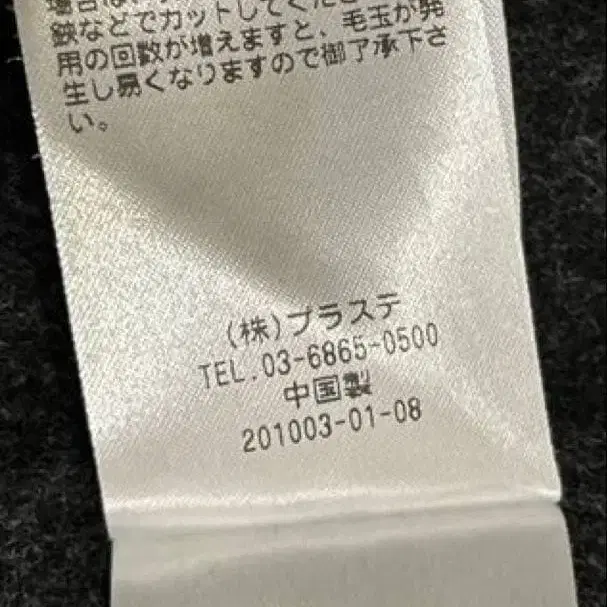 鋏などでカットしてくださ
用の回数が増えますと、毛玉が発
生し易くなりますので御了承下さ
い。
(株)プラステ
TEL.03-6865-0500
中国製
201003-01-08